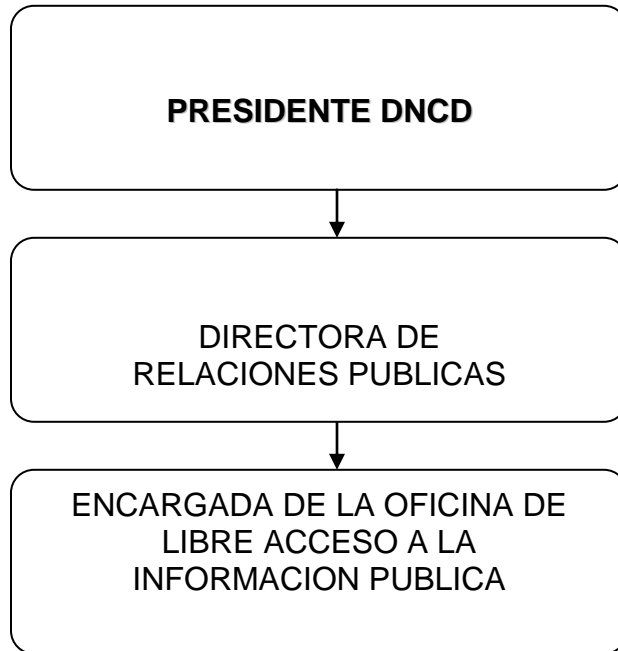 PRESIDENTE DNCD
DIRECTORA DE
RELACIONES PUBLICAS
ENCARGADA DE LA OFICINA DE
LIBRE ACCESO A LA
INFORMACION PUBLICA